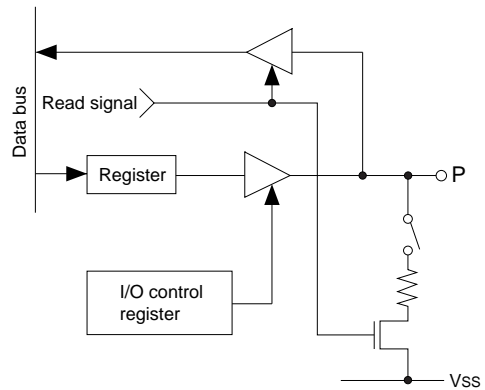 Data bus
Read signal
Register
P
I/O control
register
VSS